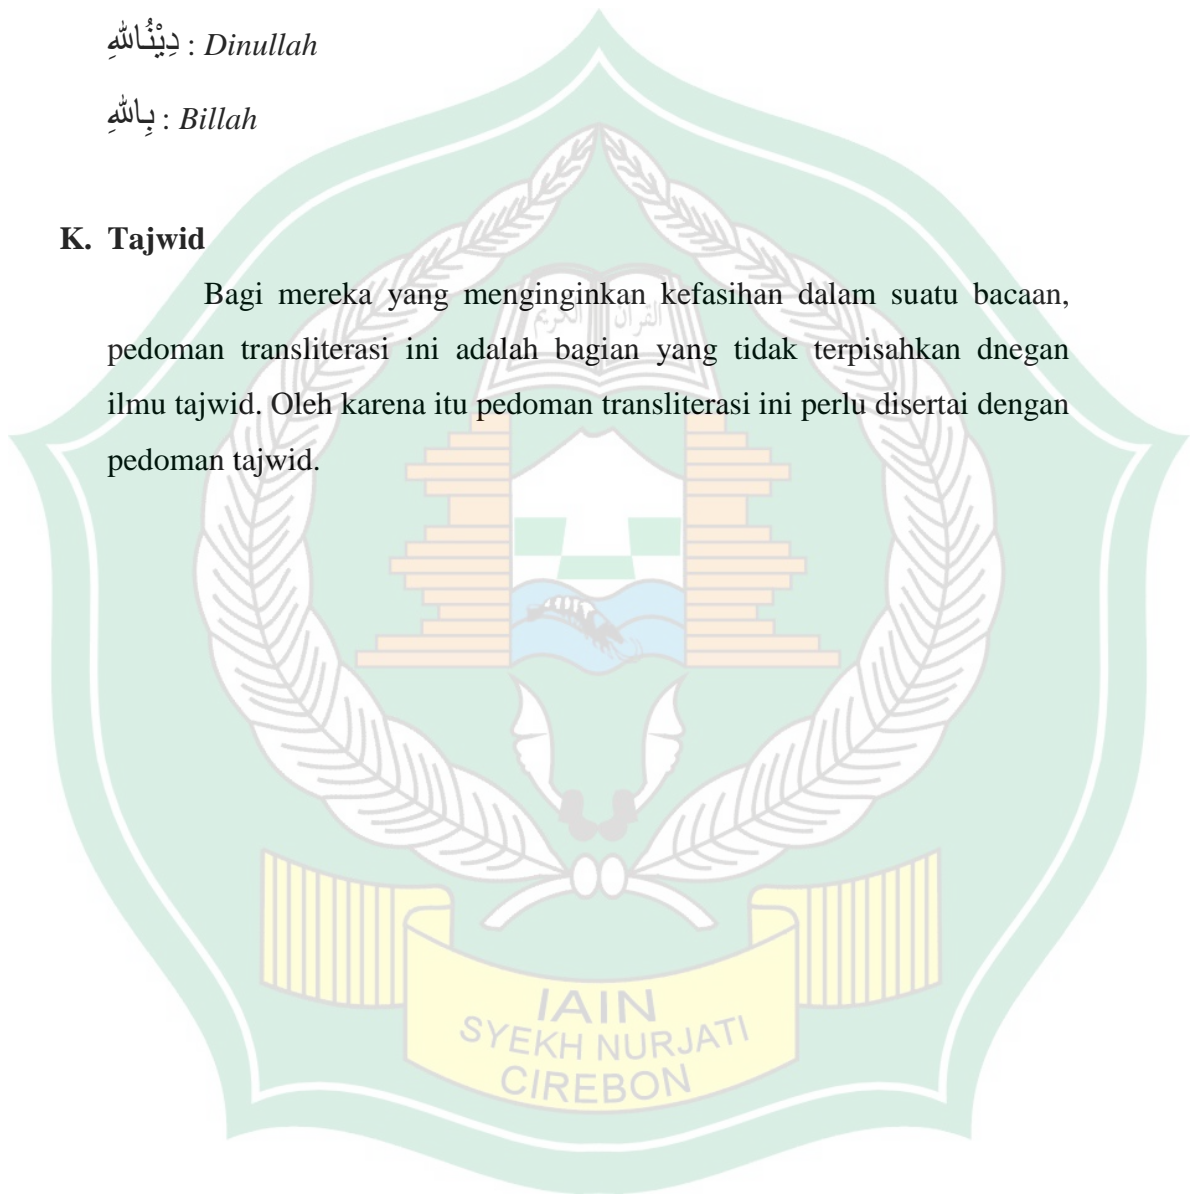 دِيْنُاللهِ : Dinullah
بِاللهِ : Billah
K. Tajwid
Bagi mereka yang menginginkan kefasihan dalam suatu bacaan,
pedoman transliterasi ini adalah bagian yang tidak terpisahkan dnegan
ilmu tajwid. Oleh karena itu pedoman transliterasi ini perlu disertai dengan
pedoman tajwid.
القرآن الكريم
IAIN
SYEKH NURJATI
CIREBON